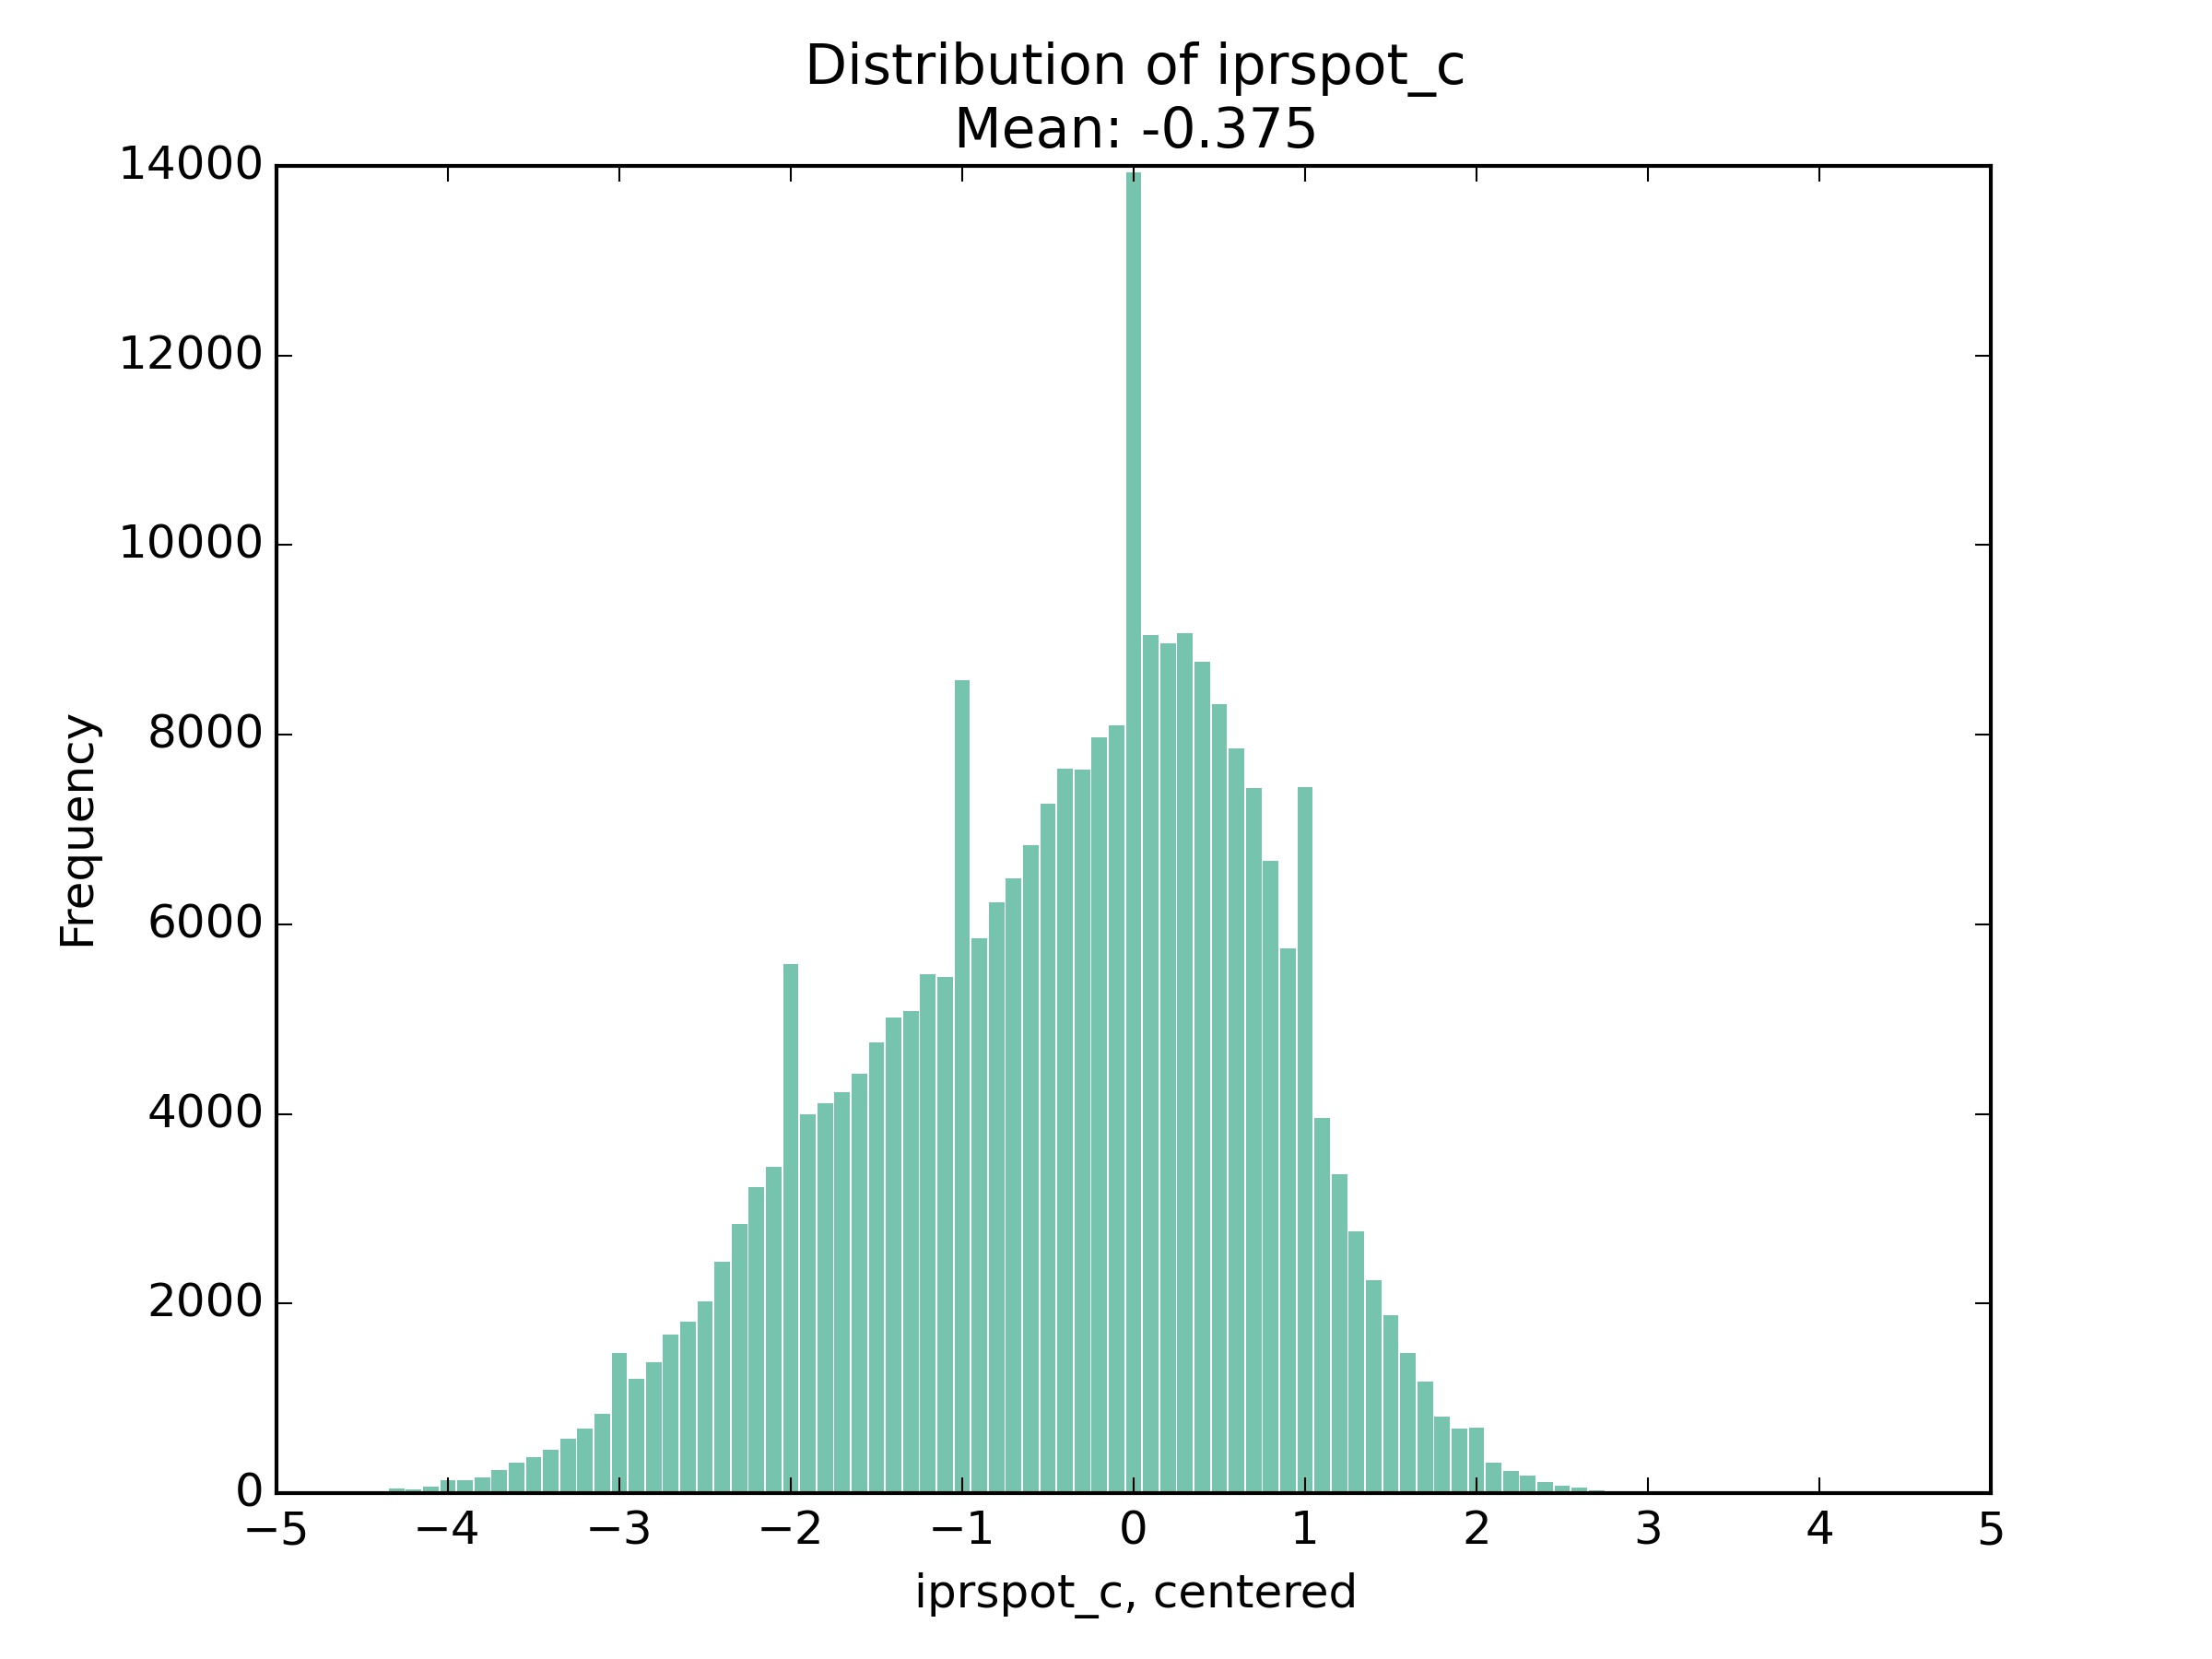 Distribution of iprspot_c
Mean: -0.375
14000
12000
10000
8000
6000
4000
2000
0
Frequency
−5 −4 −3 −2 −1 0 1 2 3 4 5
iprspot_c, centered